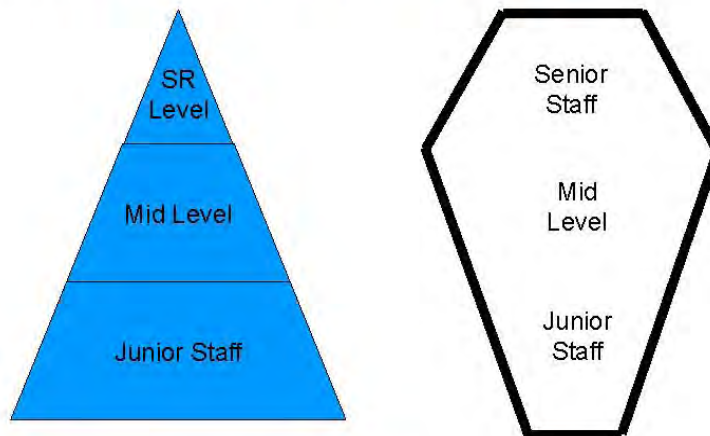 SR
Level
Mid Level
Junior Staff
Senior
Staff
Mid
Level
Junior
Staff